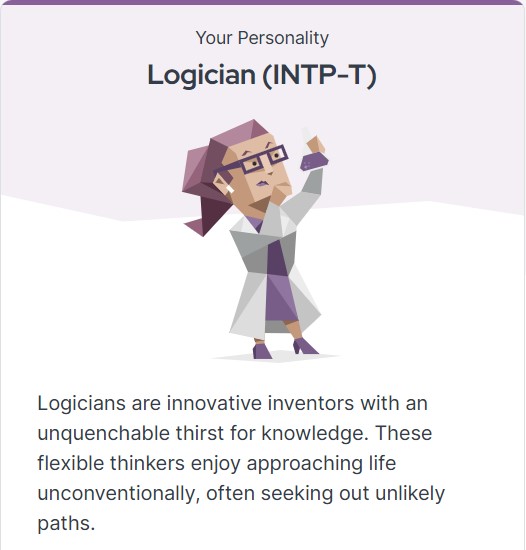 Your Personality
Logician (INTP-T)
Logicians are innovative inventors with an
unquenchable thirst for knowledge. These
flexible thinkers enjoy approaching life
unconventionally, often seeking out unlikely
paths.